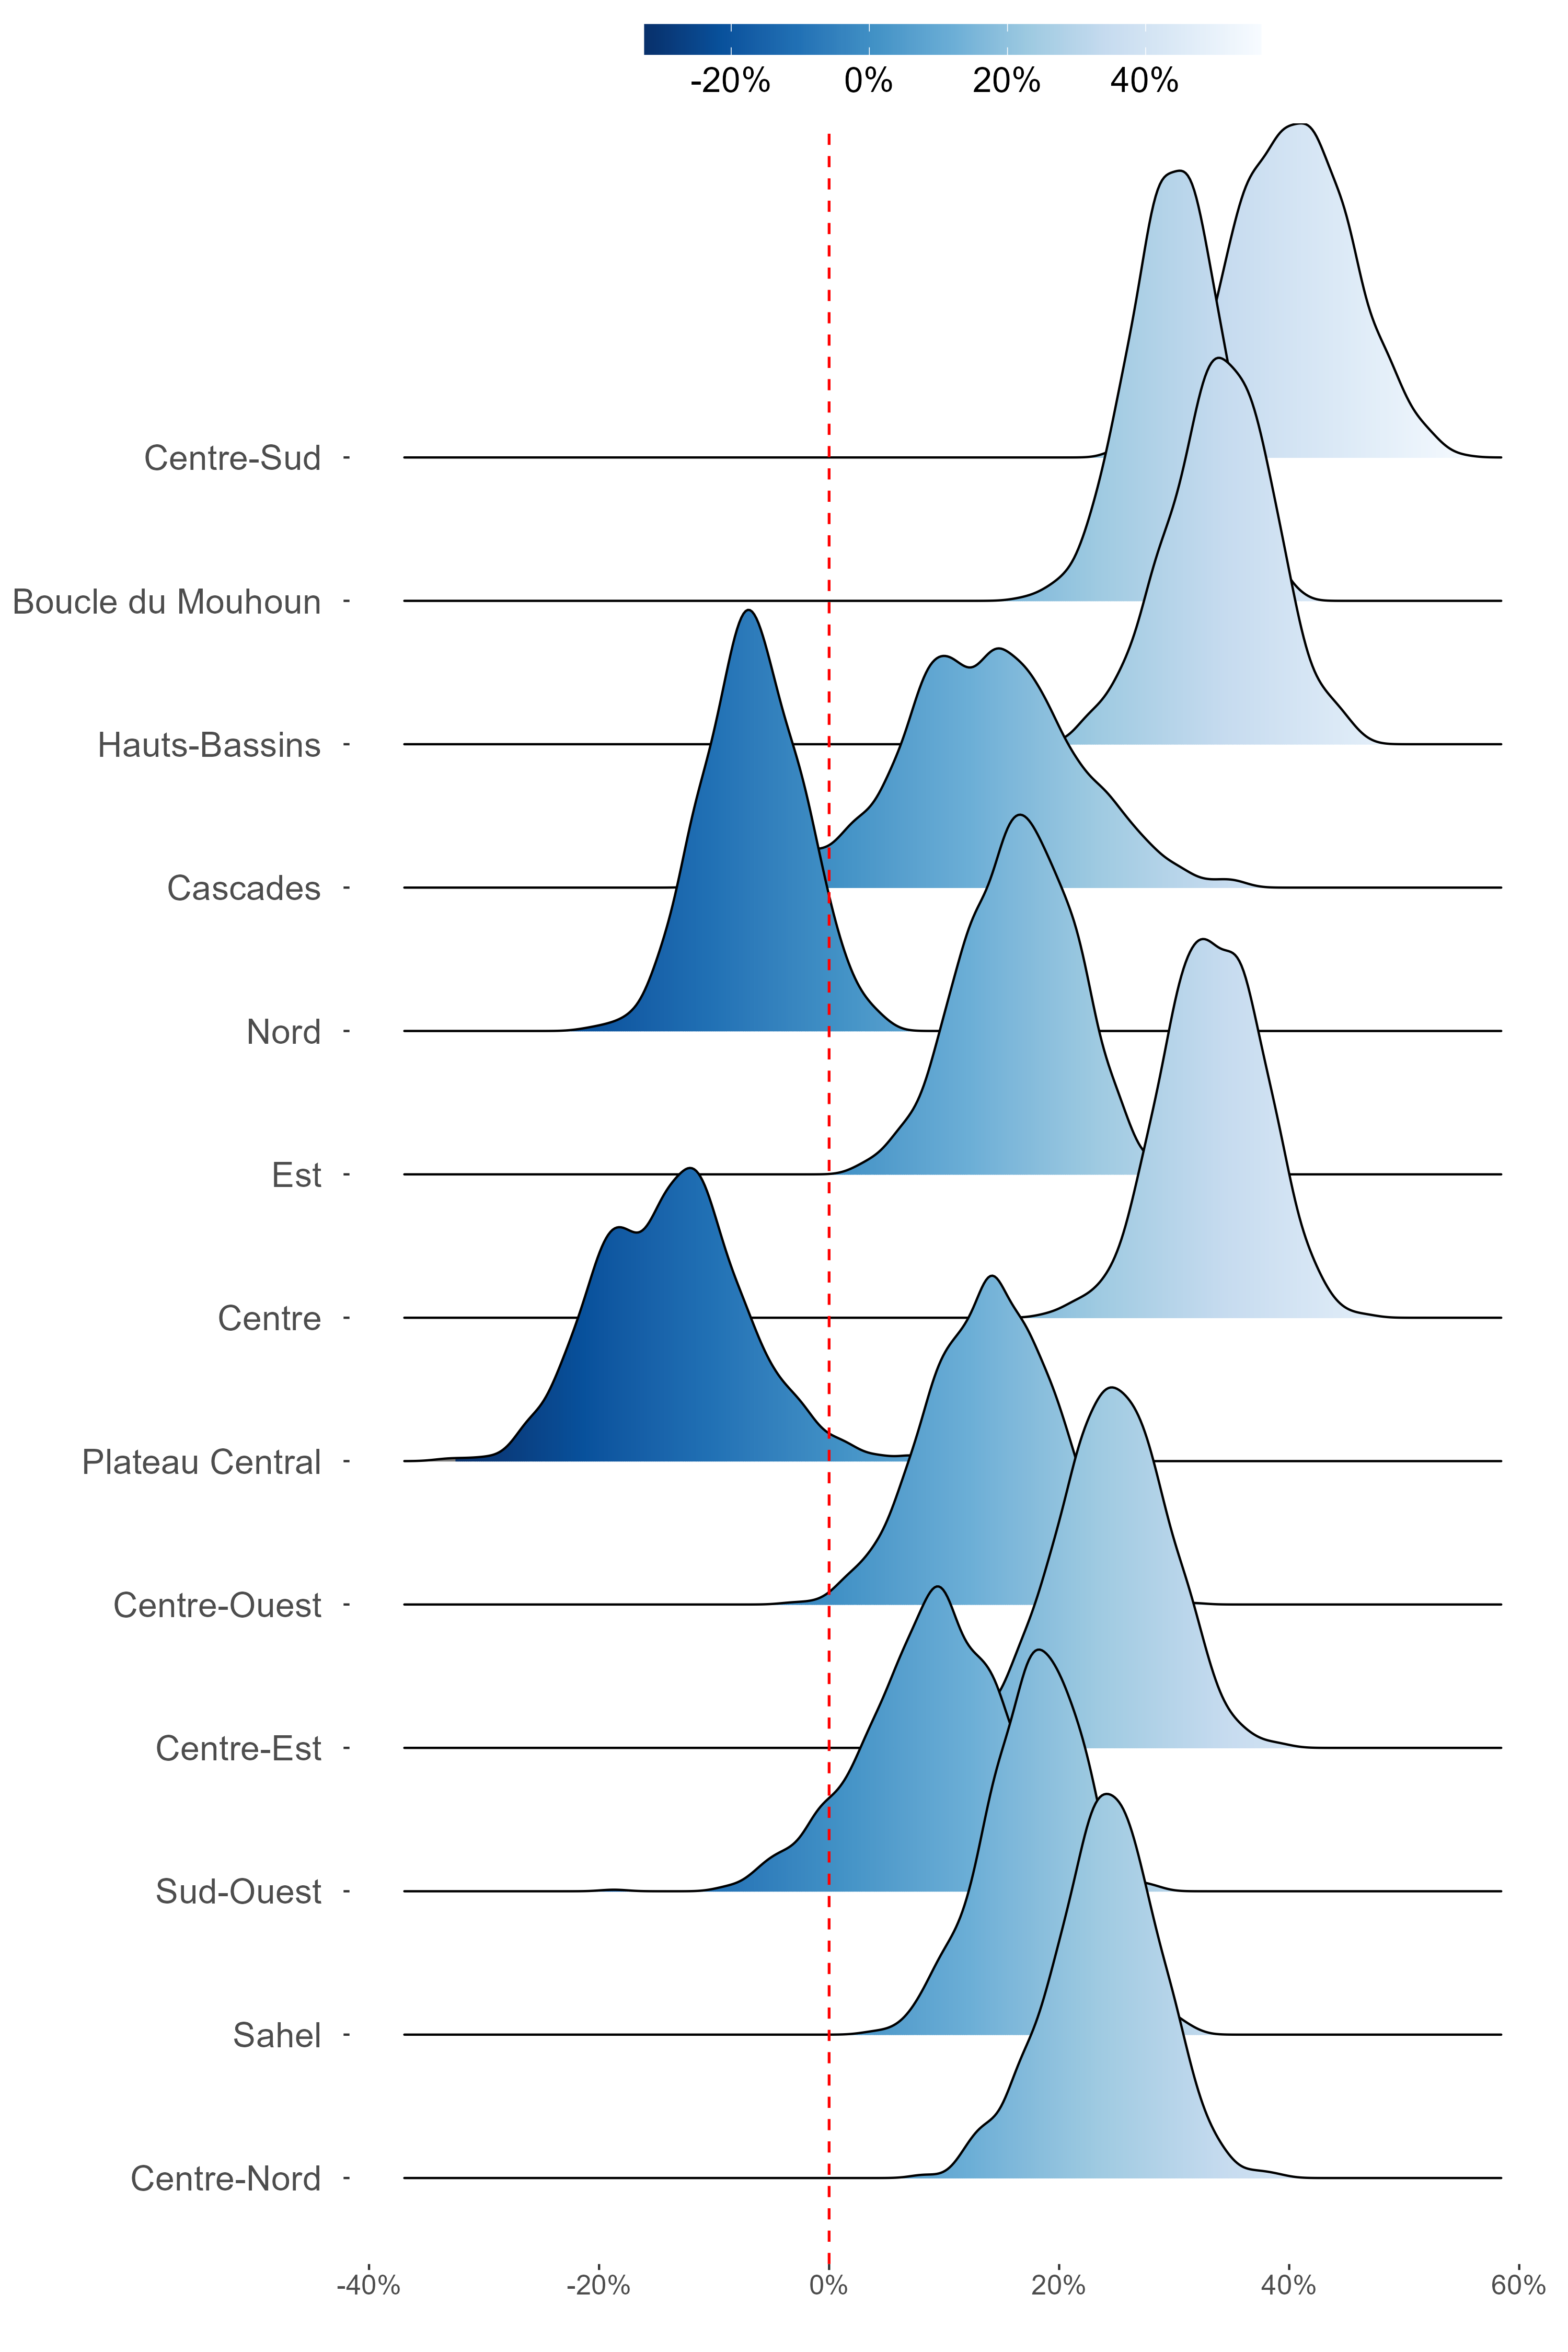 -20% 0% 20% 40%
Centre-Sud
Boucle du Mouhoun
Hauts-Bassins
Cascades
Nord
Est
Centre
Plateau Central
Centre-Ouest
Centre-Est
Sud-Ouest
Sahel
Centre-Nord
-40% -20% 0% 20% 40% 60%